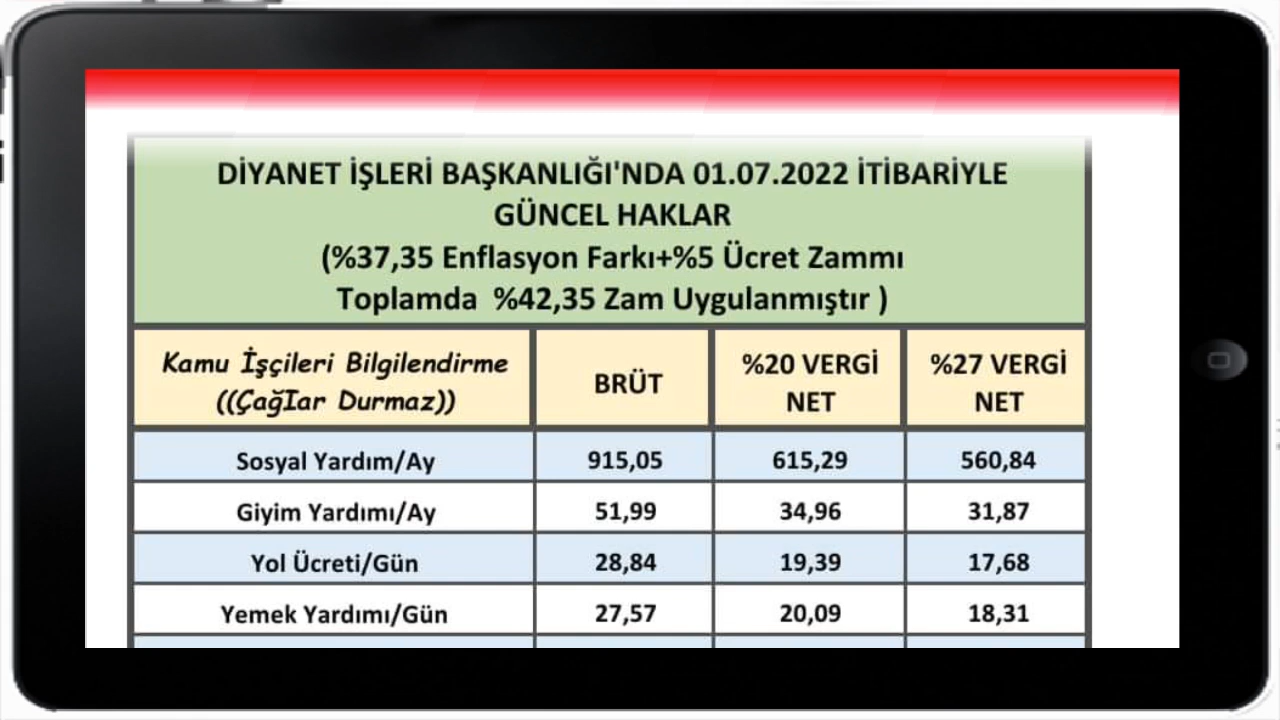 DİYANET İŞLERİ BAŞKANLIĞI'NDA 01.07.2022 İTİBARİYLE
GÜNCEL HAKLAR
(%37,35 Enflasyon Farkı+%5 Ücret Zammı
Toplamda %42,35 Zam Uygulanmıştır )
Kamu İşçileri Bilgilendirme
((ÇağIar Durmaz))
BRÜT
%20 VERGİ
NET
%27 VERGİ
NET
Sosyal Yardım/Ay 915,05 615,29 560,84
Giyim Yardımı/Ay 51,99 34,96 31,87
Yol Ücreti/Gün 28,84 19,39 17,68
Yemek Yardımı/Gün 27,57 20,09 18,31